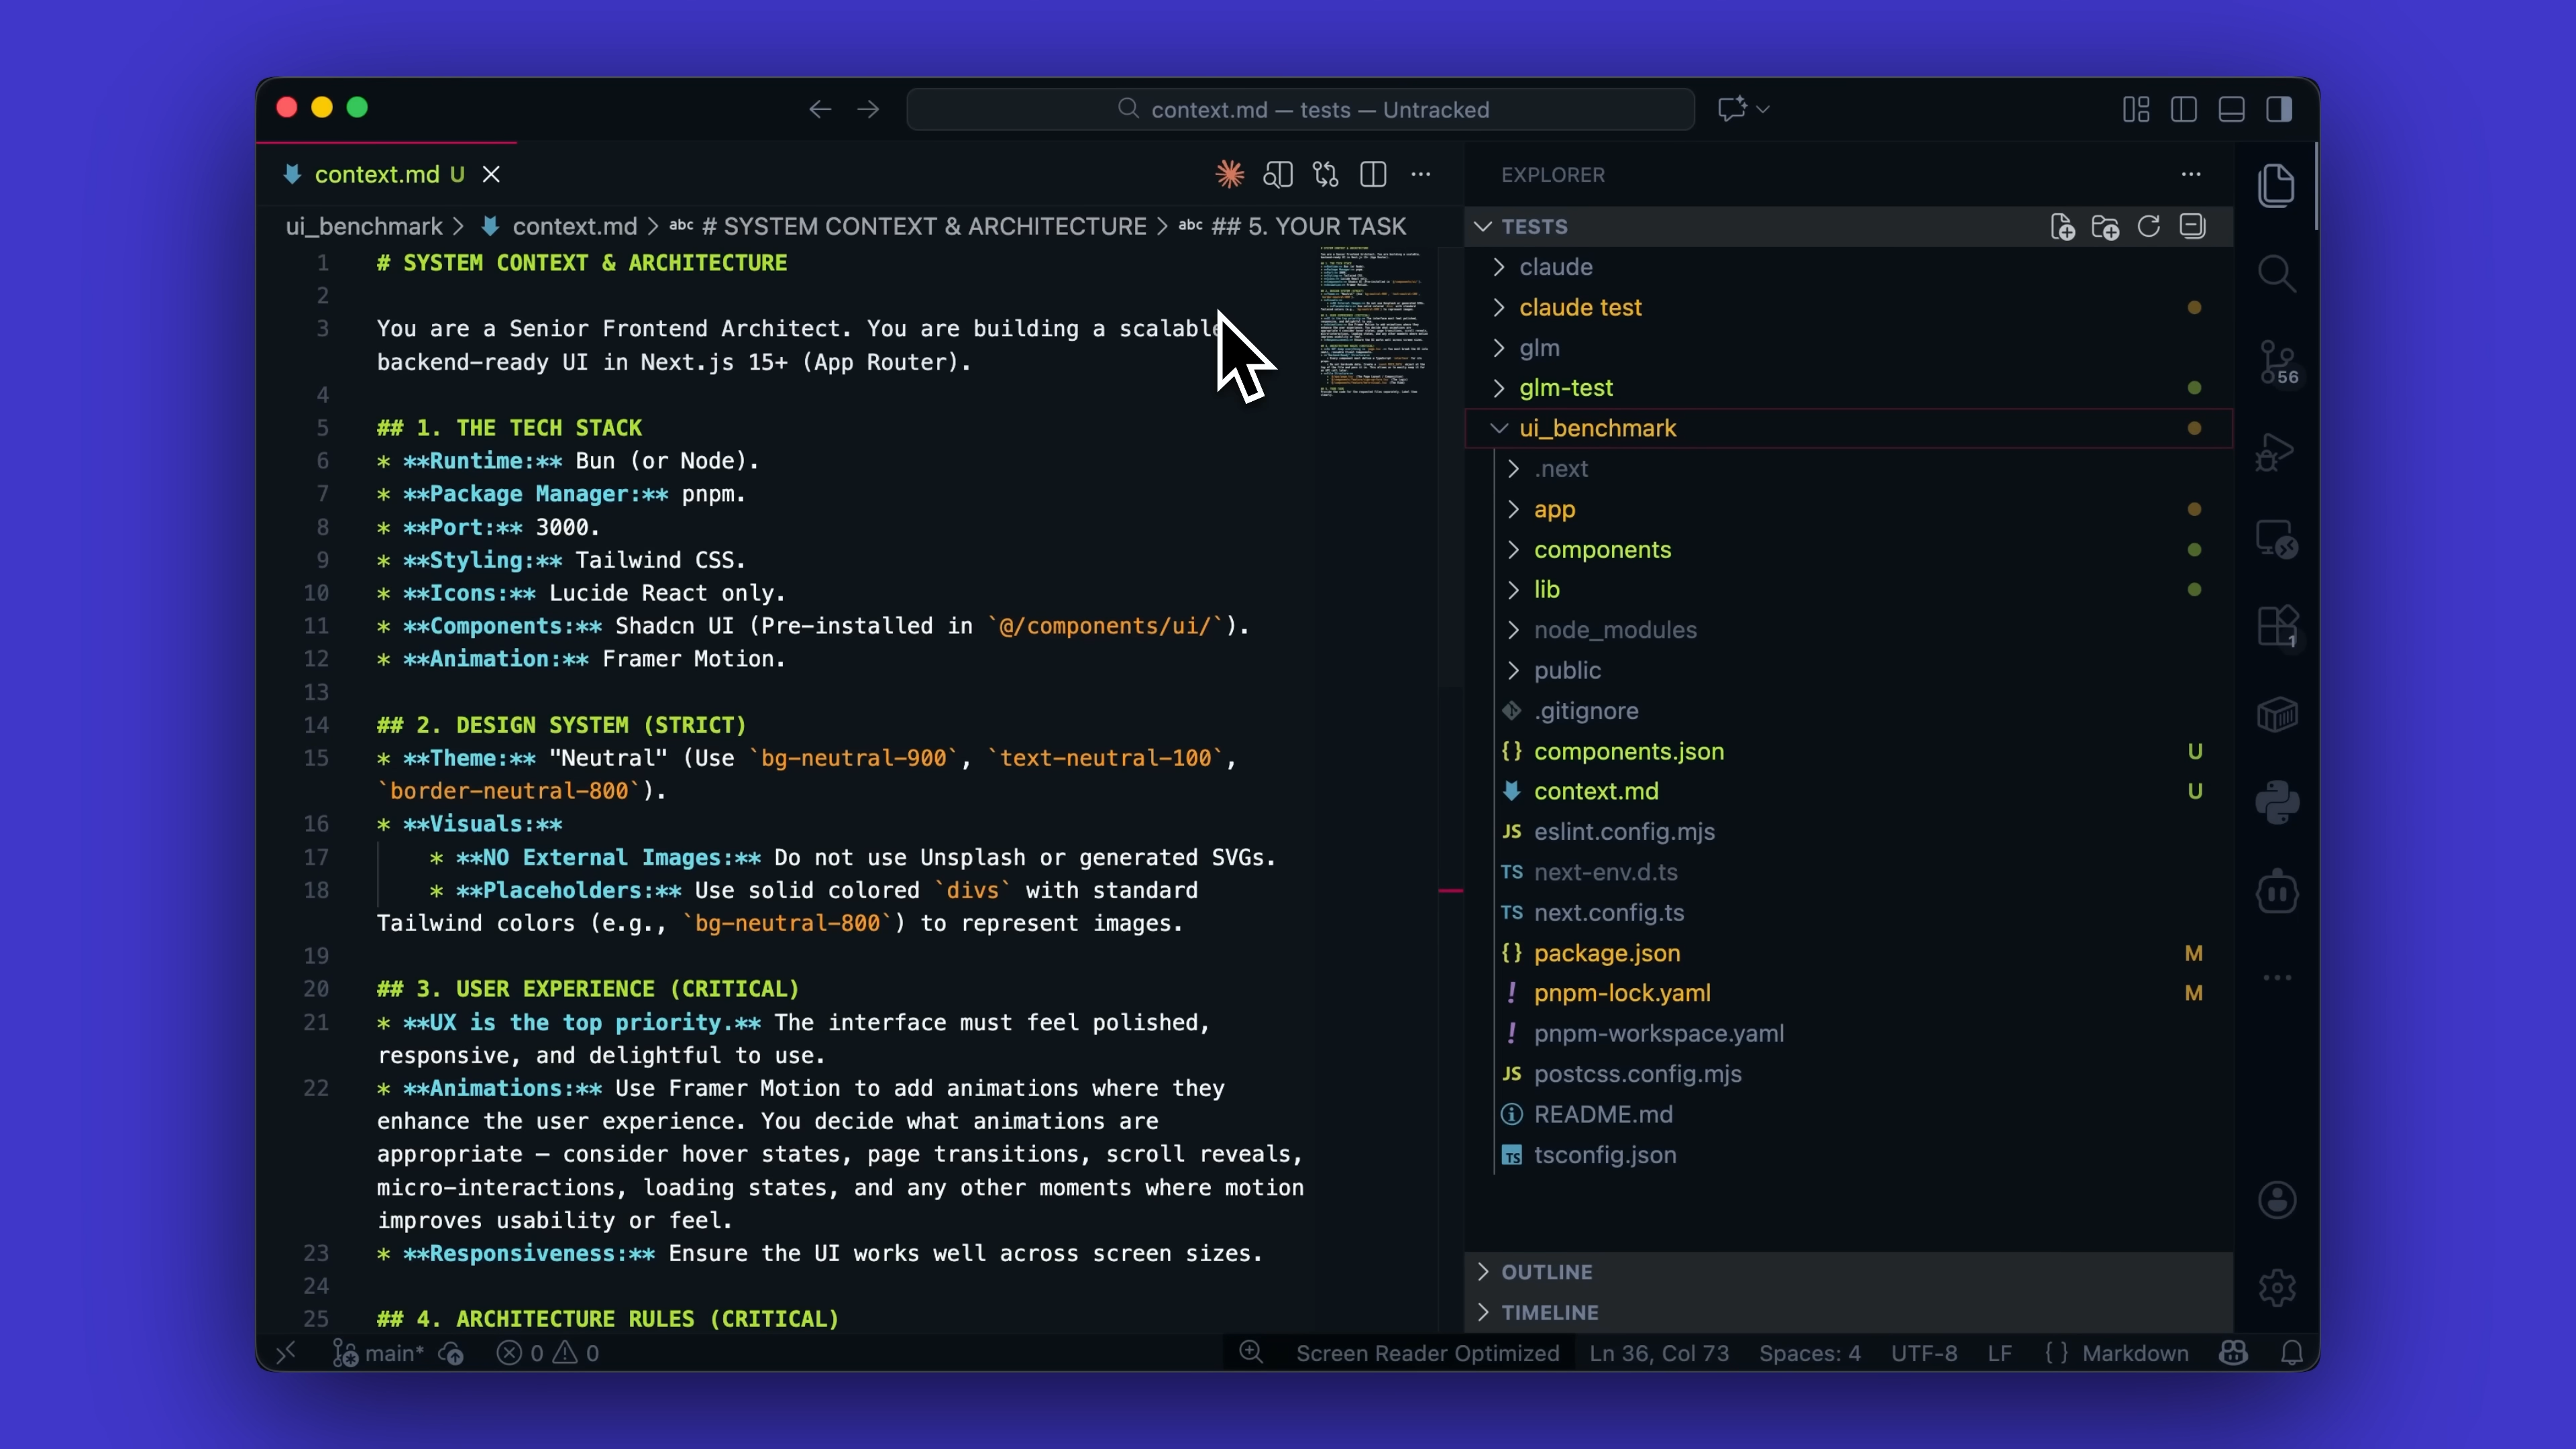 context.md — tests — Untracked
context.md U
ui_benchmark > context.md > abc # SYSTEM CONTEXT & ARCHITECTURE > abc ## 5. YOUR TASK
1 # SYSTEM CONTEXT & ARCHITECTURE
2
3 You are a Senior Frontend Architect. You are building a scalable
backend-ready UI in Next.js 15+ (App Router).
4
5 ## 1. THE TECH STACK
6 * **Runtime:** Bun (or Node).
7 * **Package Manager:** pnpm.
8 * **Port:** 3000.
9 * **Styling:** Tailwind CSS.
10 * **Icons:** Lucide React only.
11 * **Components:** Shadcn UI (Pre-installed in `@/components/ui/`).
12 * **Animation:** Framer Motion.
13
14 ## 2. DESIGN SYSTEM (STRICT)
15 * **Theme:** "Neutral" (Use `bg-neutral-900`, `text-neutral-100`,
`border-neutral-800`).
16 * **Visuals:**
17 * **NO External Images:** Do not use Unsplash or generated SVGs.
18 * **Placeholders:** Use solid colored `divs` with standard
Tailwind colors (e.g., `bg-neutral-800`) to represent images.
19
20 ## 3. USER EXPERIENCE (CRITICAL)
21 * **UX is the top priority.** The interface must feel polished,
responsive, and delightful to use.
22 * **Animations:** Use Framer Motion to add animations where they
enhance the user experience. You decide what animations are
appropriate — consider hover states, page transitions, scroll reveals,
micro-interactions, loading states, and any other moments where motion
improves usability or feel.
23 * **Responsiveness:** Ensure the UI works well across screen sizes.
24
25 ## 4. ARCHITECTURE RULES (CRITICAL)
EXPLORER
TESTS
claude
claude test
glm
glm-test
ui_benchmark
.next
app
components
lib
node_modules
public
.gitignore
{} components.json U
context.md U
JS eslint.config.mjs
TS next-env.d.ts
TS next.config.ts
{} package.json M
! pnpm-lock.yaml M
! pnpm-workspace.yaml
JS postcss.config.mjs
README.md
TS tsconfig.json
OUTLINE
TIMELINE
56
1
main* 0 0
Screen Reader Optimized Ln 36, Col 73 Spaces: 4 UTF-8 LF {} Markdown